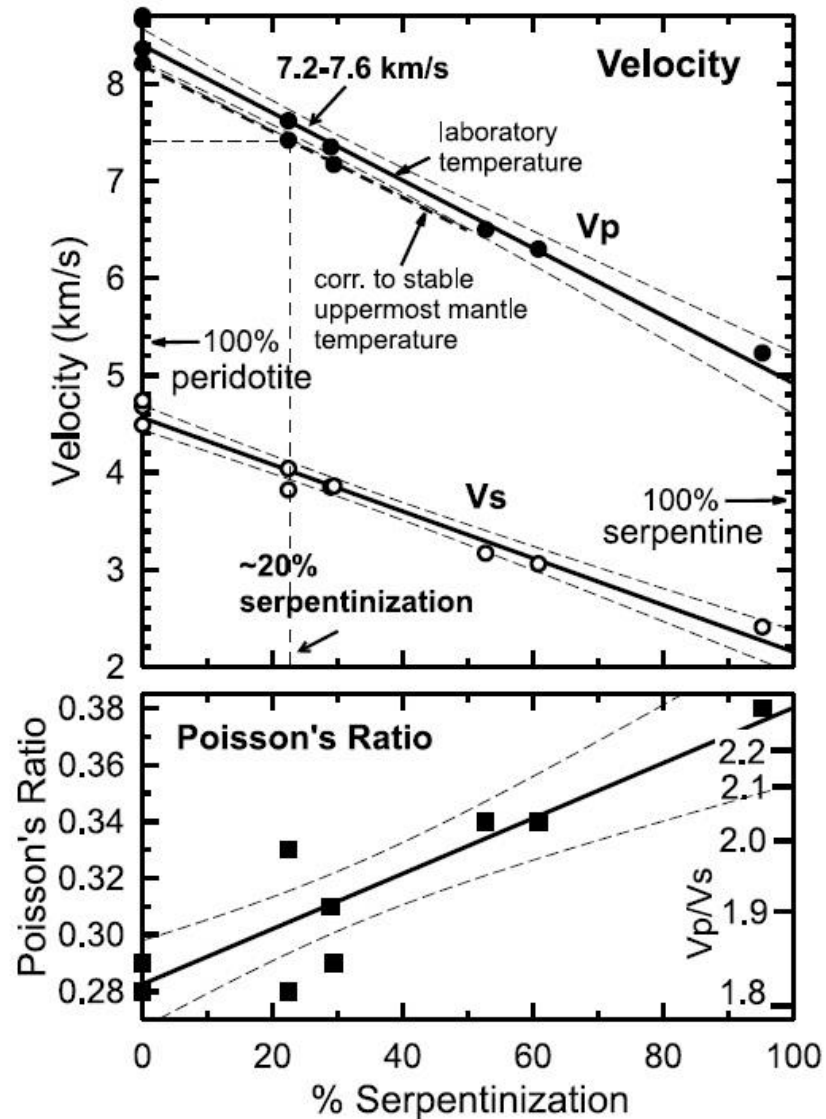 Velocity
7.2-7.6 km/s
8
laboratory
temperature
7
Vp
Velocity (km/s)
corr. to stable
uppermost mantle
temperature
6
100%
peridotite
5
4
Vs
100%
serpentine
3
~20%
serpentinization
2
0.38
Poisson's Ratio
2.2
0.36
2.1
Poisson's Ratio
0.34
2.0
0.32
Vp/Vs
1.9
0.30
0.28
1.8
0 20 40 60 80 100
% Serpentinization